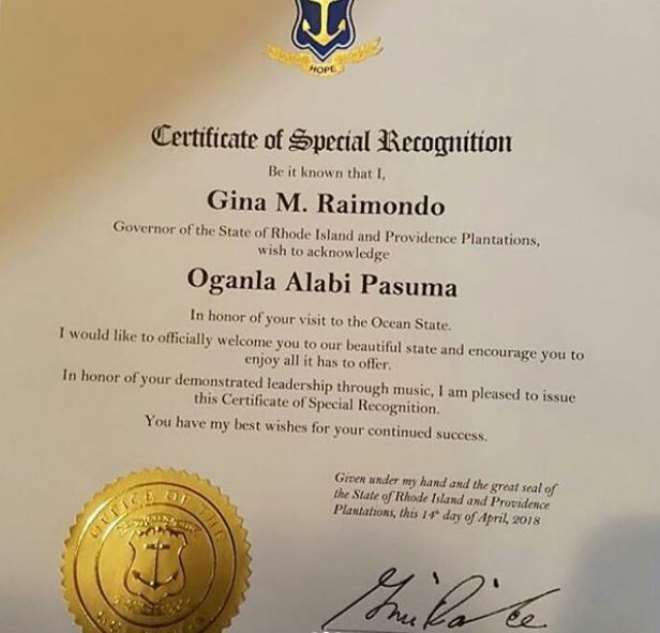 HOPE
Certificate of Special Recognition
Be it known that I,
Gina M. Raimondo
Governor of the State of Rhode Island and Providence Plantations,
wish to acknowledge
Oganla Alabi Pasuma
In honor of your visit to the Ocean State.
I would like to officially welcome you to our beautiful state and encourage you to
enjoy all it has to offer.
In honor of your demonstrated leadership through music, I am pleased to issue
this Certificate of Special Recognition.
You have my best wishes for your continued success.
Given under my hand and the great seal of
the State of Rhode Island and Providence
Plantations, this 14th day of April, 2018
OFFICE OF THE